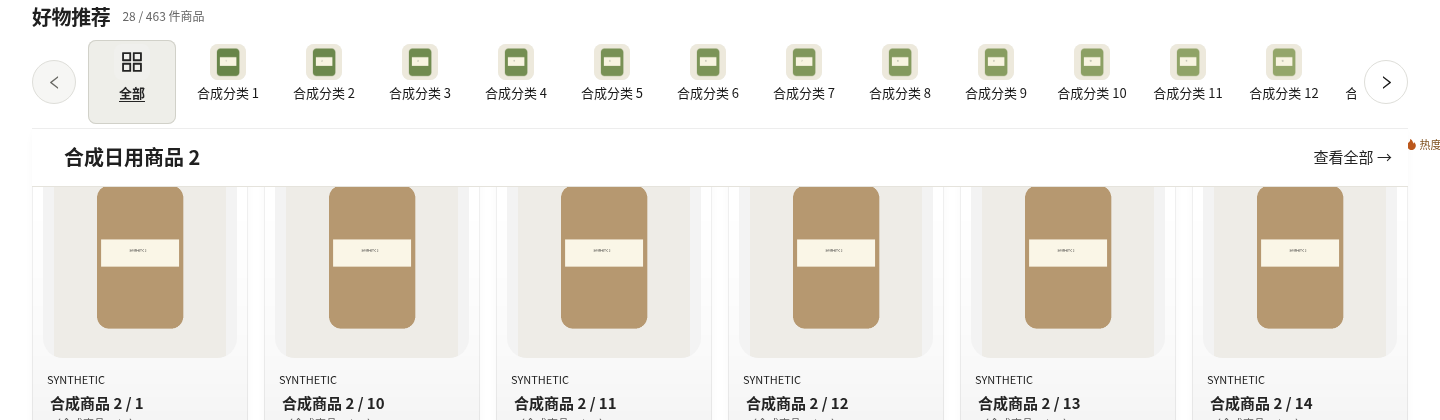 好物推荐 28 / 463 件商品
全部 合成分类 1 合成分类 2 合成分类 3 合成分类 4 合成分类 5 合成分类 6 合成分类 7 合成分类 8 合成分类 9 合成分类 10 合成分类 11 合成分类 12 合
合成日用商品 2 查看全部 → 热度
SYNTHETIC SYNTHETIC SYNTHETIC SYNTHETIC SYNTHETIC SYNTHETIC
合成商品 2 / 1 合成商品 2 / 10 合成商品 2 / 11 合成商品 2 / 12 合成商品 2 / 13 合成商品 2 / 14